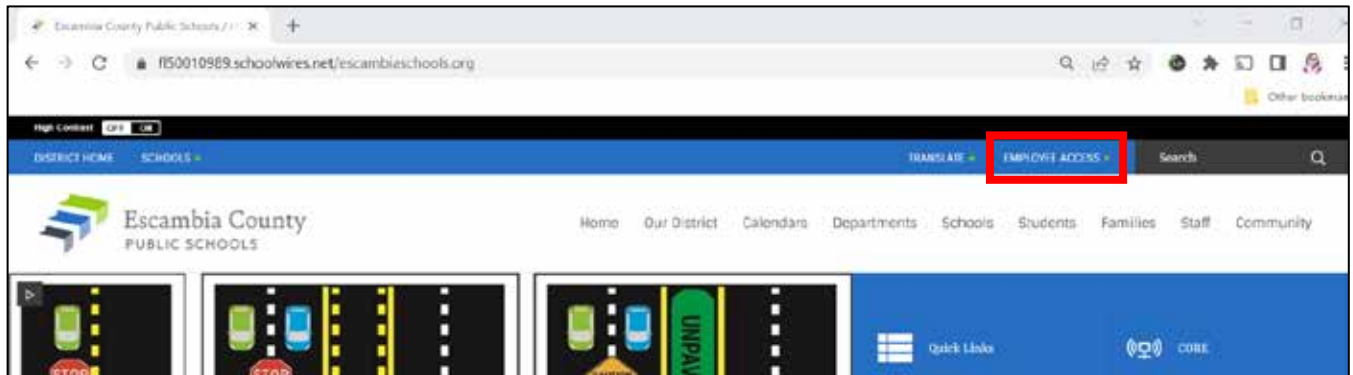 Escambia County Public Schools /
fl50010989.schoolwires.net/escambiaschools.org
Other bookmar
High Contrast OFF ON
DISTRICT HOME SCHOOLS TRANSLATE EMPLOYEE ACCESS Search
Escambia County
PUBLIC SCHOOLS
Home Our District Calendars Departments Schools Students Families Staff Community
UNPAV
Quick Links CORE
STOP STOP CAUTION